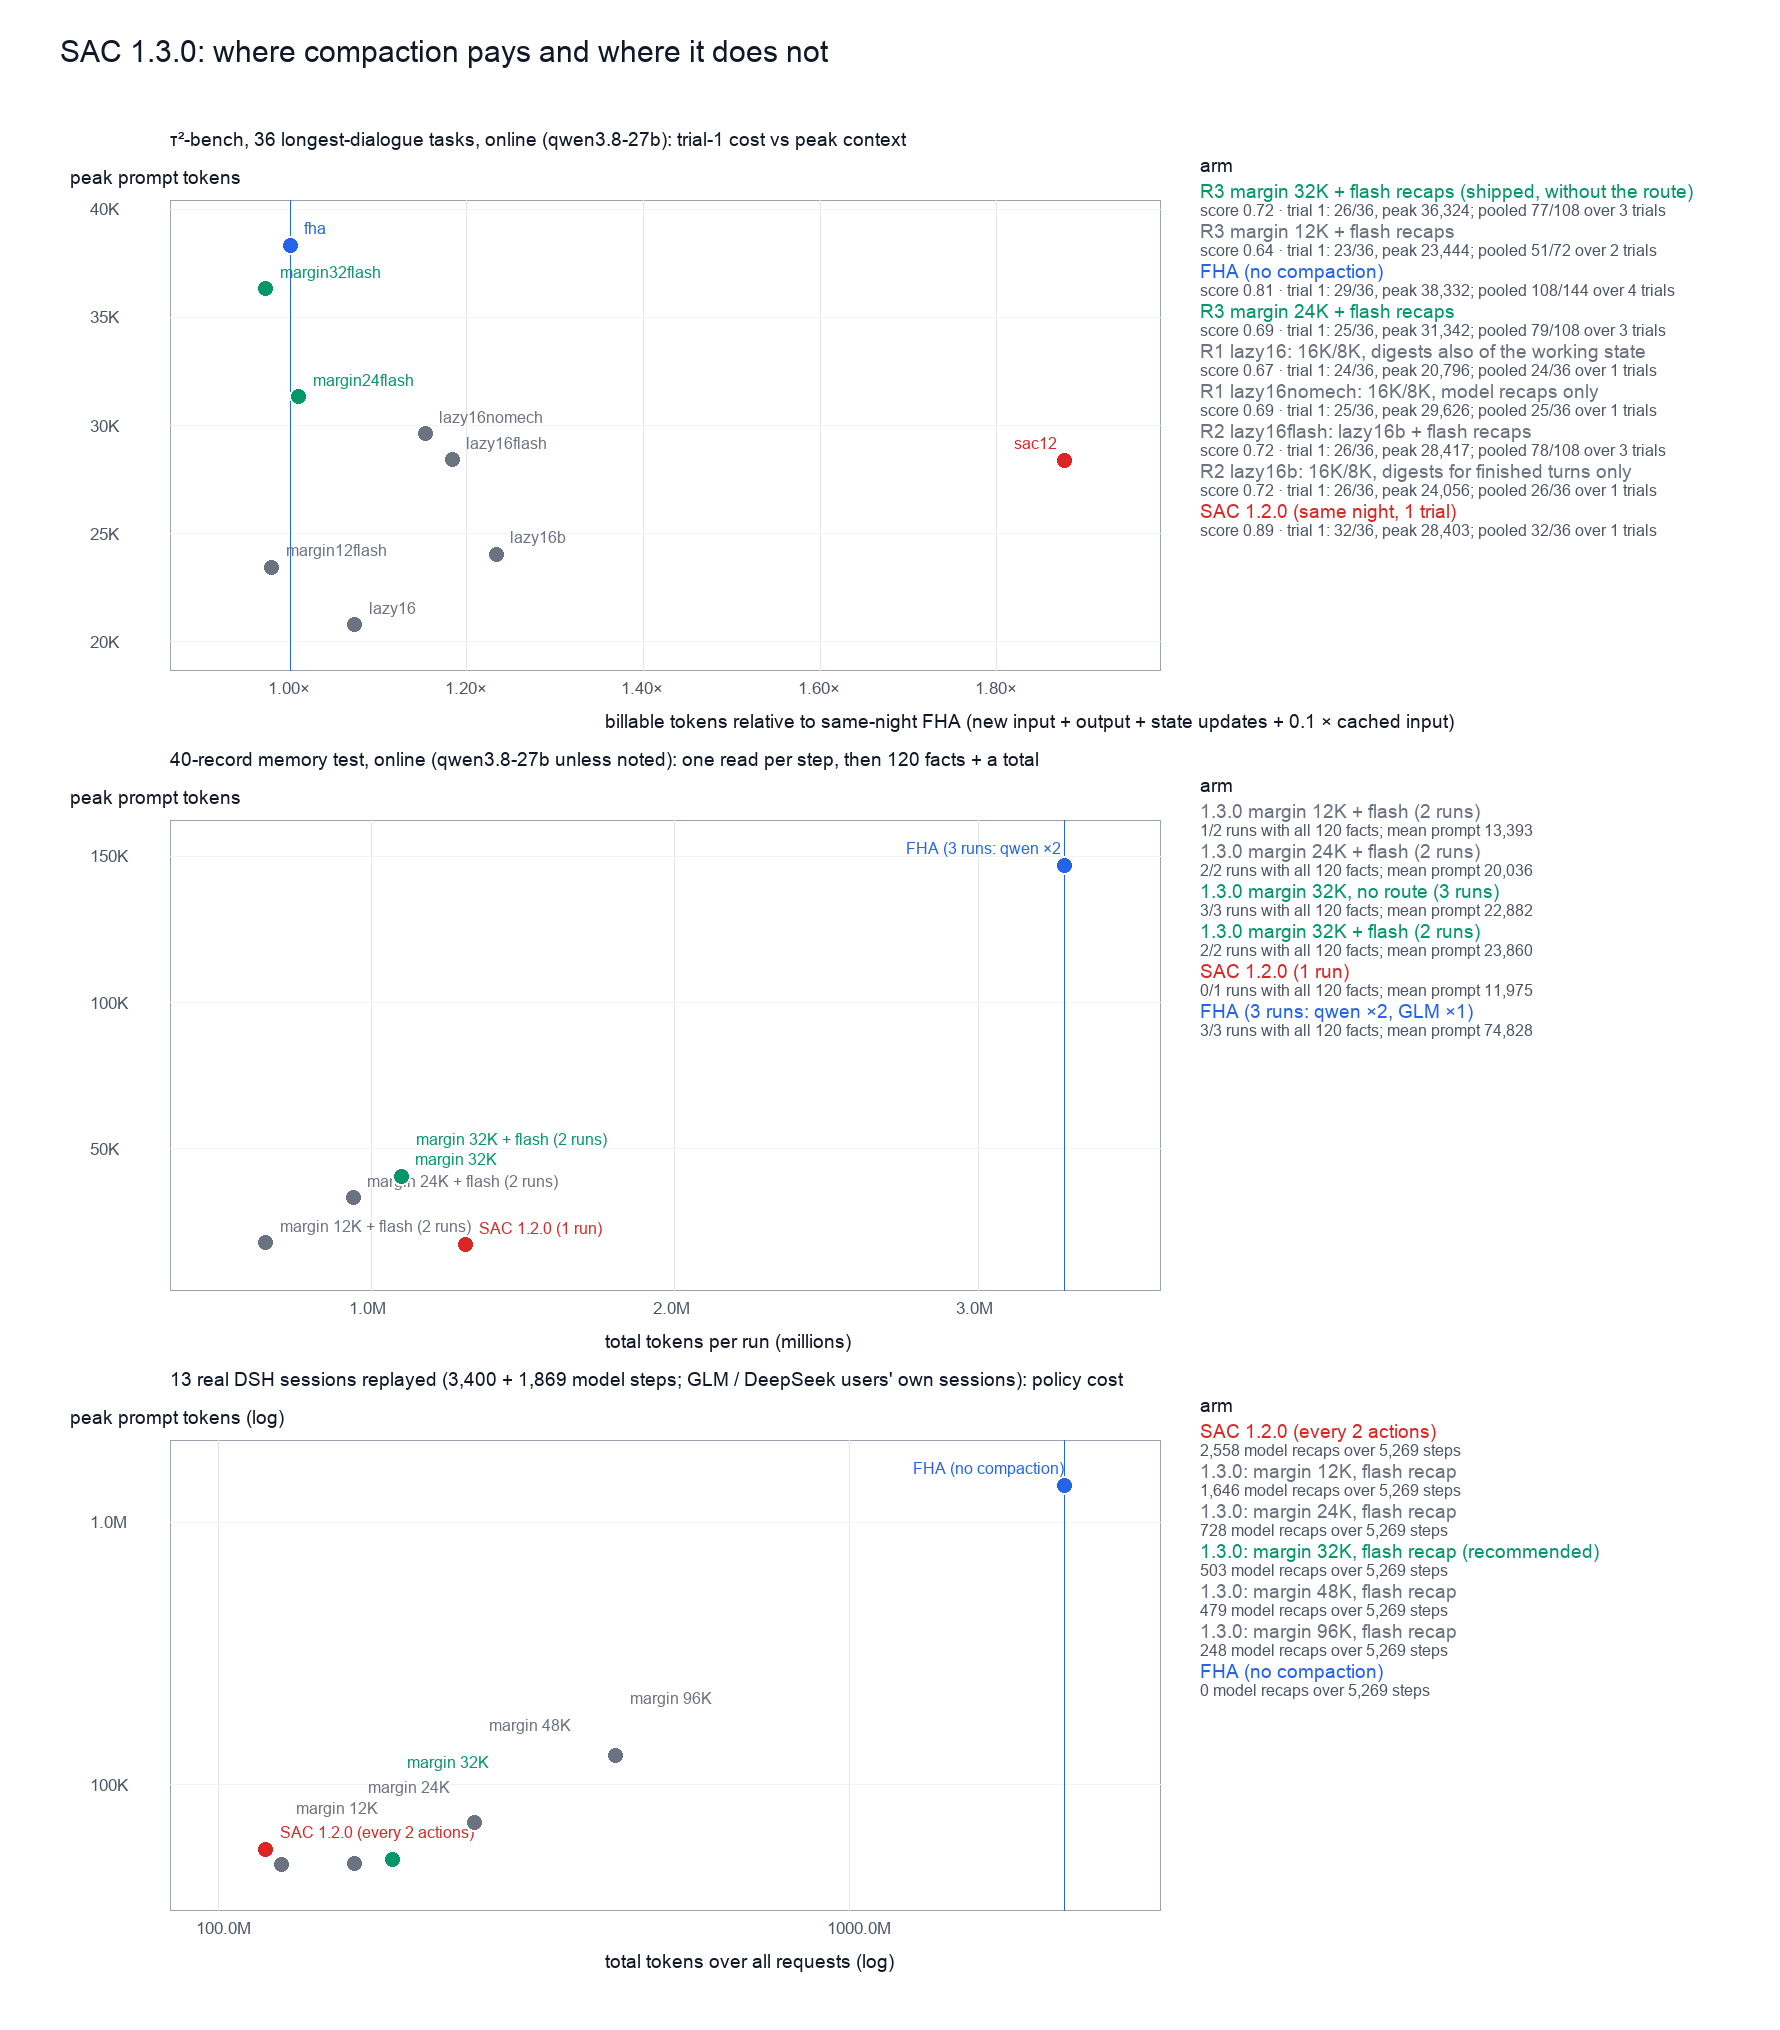 SAC 1.3.0: where compaction pays and where it does not
τ²-bench, 36 longest-dialogue tasks, online (qwen3.8-27b): trial-1 cost vs peak context
peak prompt tokens
40K
35K
30K
25K
20K
fha
margin32flash
margin24flash
lazy16nomech
lazy16flash
sac12
lazy16b
margin12flash
lazy16
1.00×
1.20×
1.40×
1.60×
1.80×
billable tokens relative to same-night FHA (new input + output + state updates + 0.1 × cached input)
arm
R3 margin 32K + flash recaps (shipped, without the route)
score 0.72 · trial 1: 26/36, peak 36,324; pooled 77/108 over 3 trials
R3 margin 12K + flash recaps
score 0.64 · trial 1: 23/36, peak 23,444; pooled 51/72 over 2 trials
FHA (no compaction)
score 0.81 · trial 1: 29/36, peak 38,332; pooled 108/144 over 4 trials
R3 margin 24K + flash recaps
score 0.69 · trial 1: 25/36, peak 31,342; pooled 79/108 over 3 trials
R1 lazy16: 16K/8K, digests also of the working state
score 0.67 · trial 1: 24/36, peak 20,796; pooled 24/36 over 1 trials
R1 lazy16nomech: 16K/8K, model recaps only
score 0.69 · trial 1: 25/36, peak 29,626; pooled 25/36 over 1 trials
R2 lazy16flash: lazy16b + flash recaps
score 0.72 · trial 1: 26/36, peak 28,417; pooled 78/108 over 3 trials
R2 lazy16b: 16K/8K, digests for finished turns only
score 0.72 · trial 1: 26/36, peak 24,056; pooled 26/36 over 1 trials
SAC 1.2.0 (same night, 1 trial)
score 0.89 · trial 1: 32/36, peak 28,403; pooled 32/36 over 1 trials
40-record memory test, online (qwen3.8-27b unless noted): one read per step, then 120 facts + a total
peak prompt tokens
150K
100K
50K
FHA (3 runs: qwen ×2
margin 32K + flash (2 runs)
margin 32K
margin 24K + flash (2 runs)
margin 12K + flash (2 runs)
SAC 1.2.0 (1 run)
1.0M
2.0M
3.0M
total tokens per run (millions)
arm
1.3.0 margin 12K + flash (2 runs)
1/2 runs with all 120 facts; mean prompt 13,393
1.3.0 margin 24K + flash (2 runs)
2/2 runs with all 120 facts; mean prompt 20,036
1.3.0 margin 32K, no route (3 runs)
3/3 runs with all 120 facts; mean prompt 22,882
1.3.0 margin 32K + flash (2 runs)
2/2 runs with all 120 facts; mean prompt 23,860
SAC 1.2.0 (1 run)
0/1 runs with all 120 facts; mean prompt 11,975
FHA (3 runs: qwen ×2, GLM ×1)
3/3 runs with all 120 facts; mean prompt 74,828
13 real DSH sessions replayed (3,400 + 1,869 model steps; GLM / DeepSeek users' own sessions): policy cost
peak prompt tokens (log)
1.0M
100K
FHA (no compaction)
margin 96K
margin 48K
margin 32K
margin 24K
margin 12K
SAC 1.2.0 (every 2 actions)
100.0M
1000.0M
total tokens over all requests (log)
arm
SAC 1.2.0 (every 2 actions)
2,558 model recaps over 5,269 steps
1.3.0: margin 12K, flash recap
1,646 model recaps over 5,269 steps
1.3.0: margin 24K, flash recap
728 model recaps over 5,269 steps
1.3.0: margin 32K, flash recap (recommended)
503 model recaps over 5,269 steps
1.3.0: margin 48K, flash recap
479 model recaps over 5,269 steps
1.3.0: margin 96K, flash recap
248 model recaps over 5,269 steps
FHA (no compaction)
0 model recaps over 5,269 steps